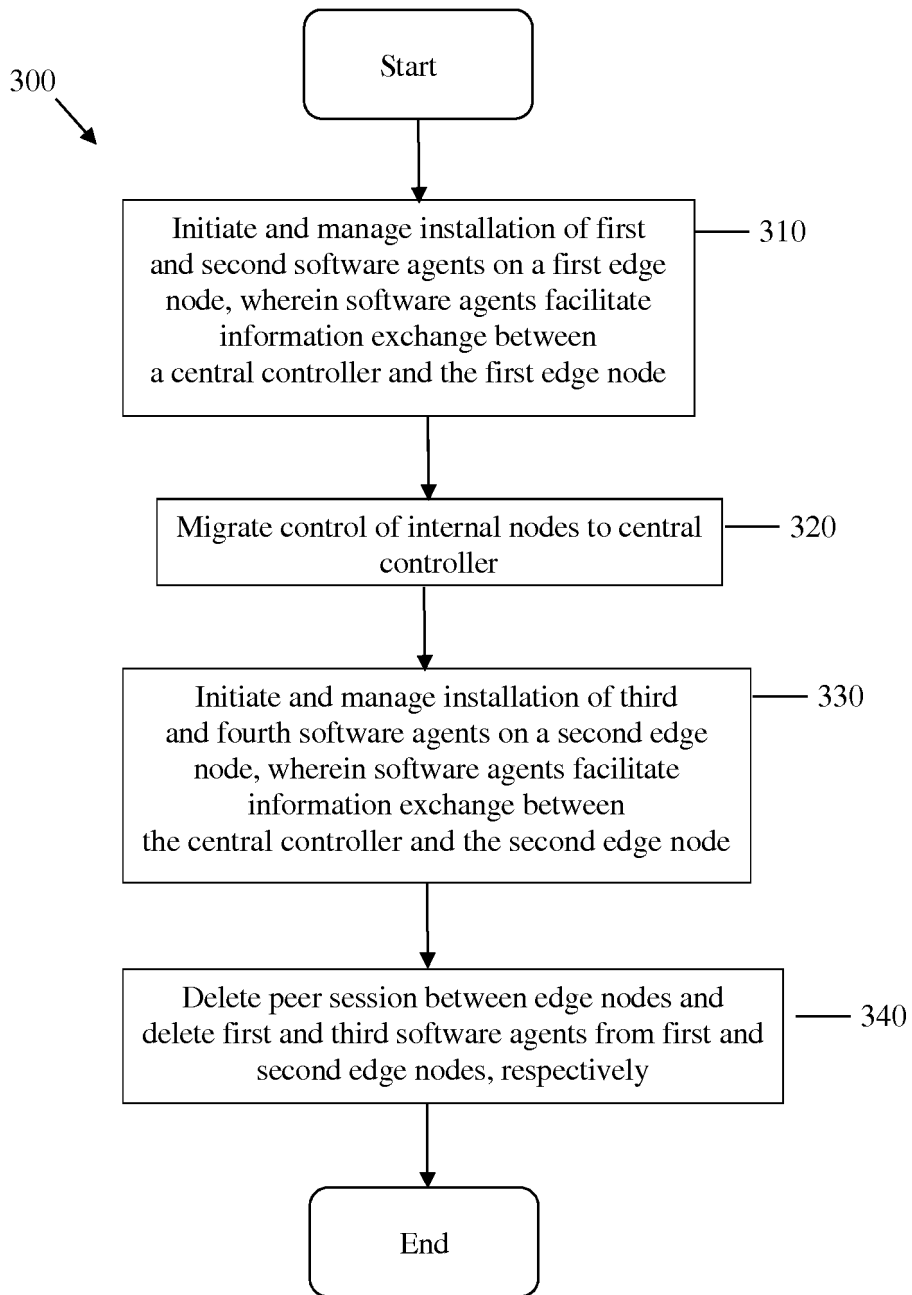 Start
300
Initiate and manage installation of first
and second software agents on a first edge
node, wherein software agents facilitate
information exchange between
a central controller and the first edge node
310
Migrate control of internal nodes to central
controller
320
Initiate and manage installation of third
and fourth software agents on a second edge
node, wherein software agents facilitate
information exchange between
the central controller and the second edge node
330
Delete peer session between edge nodes and
delete first and third software agents from first and
second edge nodes, respectively
340
End